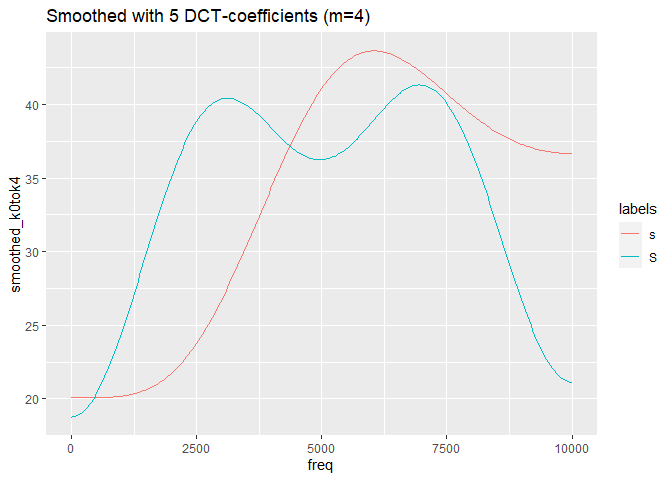 Smoothed with 5 DCT-coefficients (m=4)
smoothed_k0tok4
40
35
30
25
20
0 2500 5000 7500 10000
freq
labels
s
S